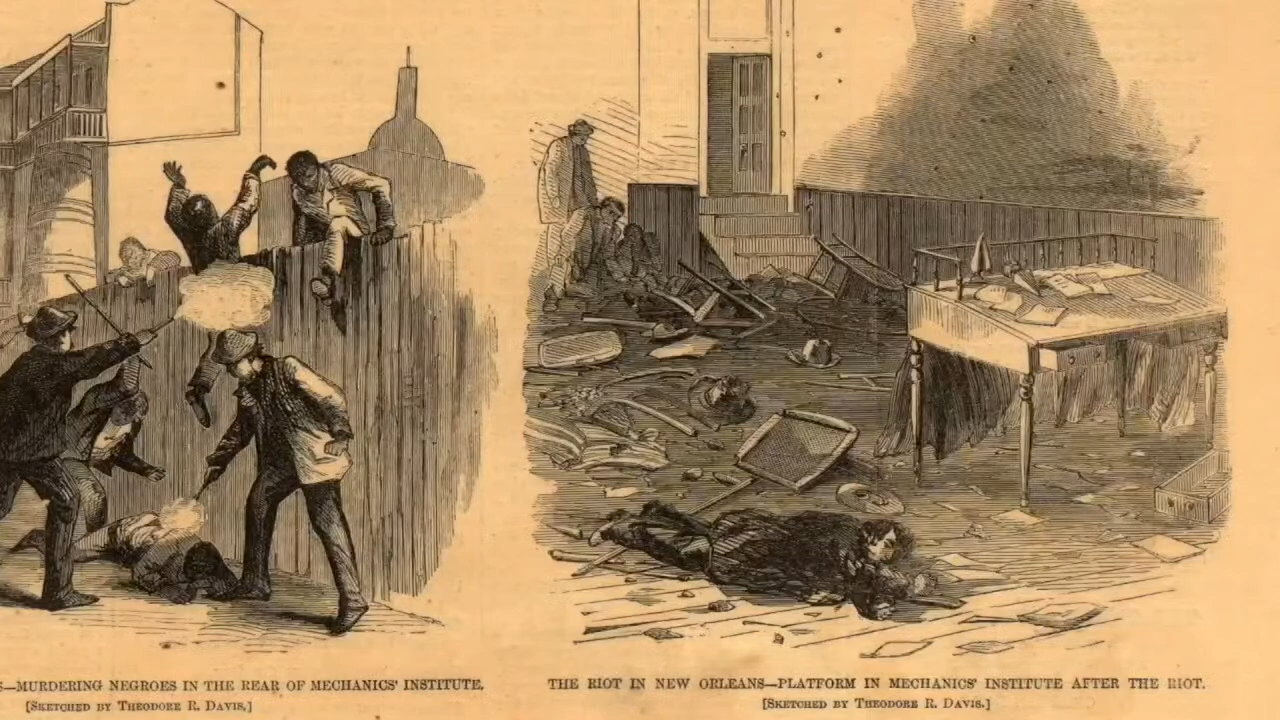 S—MURDERING NEGROES IN THE REAR OF MECHANICS' INSTITUTE.
[SKETCHED BY THEODORE R. DAVIS.]
THE RIOT IN NEW ORLEANS—PLATFORM IN MECHANICS' INSTITUTE AFTER THE RIOT.
[SKETCHED BY THEODORE R. DAVIS.]